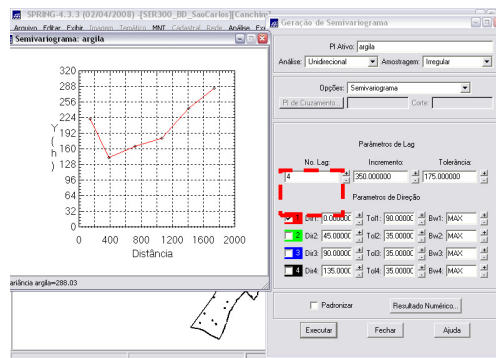 SPRING-4.3.3 (02/04/2008) -[SER300_BD_SaoCarlos][Canchim]
Arquivo Editar Exibir Imagem Temático MNT Cadastral Rede Análise
Semivariograma: argila
320
288
256
224
192
160
128
96
64
32
0
Y(h)
0 400 800 1200 1600 2000
Distância
ariância argila=288.03
Geração de Semivariograma
PI Ativo: argila
Análise: Unidirecional Amostragem: Irregular
Opções: Semivariograma
PI de Cruzamento... Corte:
Parâmetros de Lag
No. Lag: Incremento: Tolerância:
4 350.000000 175.000000
Parametros de Direção
1 Dir1: 0.00000 Tol1: 90.0000 Bw1: MAX
2 Dir2: 45.0000 Tol2: 35.0000 Bw2: MAX
3 Dir3: 90.0000 Tol3: 35.0000 Bw3: MAX
4 Dir4: 135.000 Tol4: 35.0000 Bw4: MAX
Padronizar Resultado Numérico...
Executar Fechar Ajuda